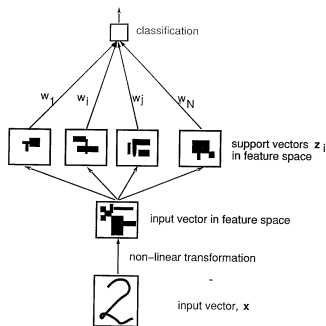 classification
w1 wi wj wN
support vectors zi
in feature space
input vector in feature space
non-linear transformation
2
input vector, x